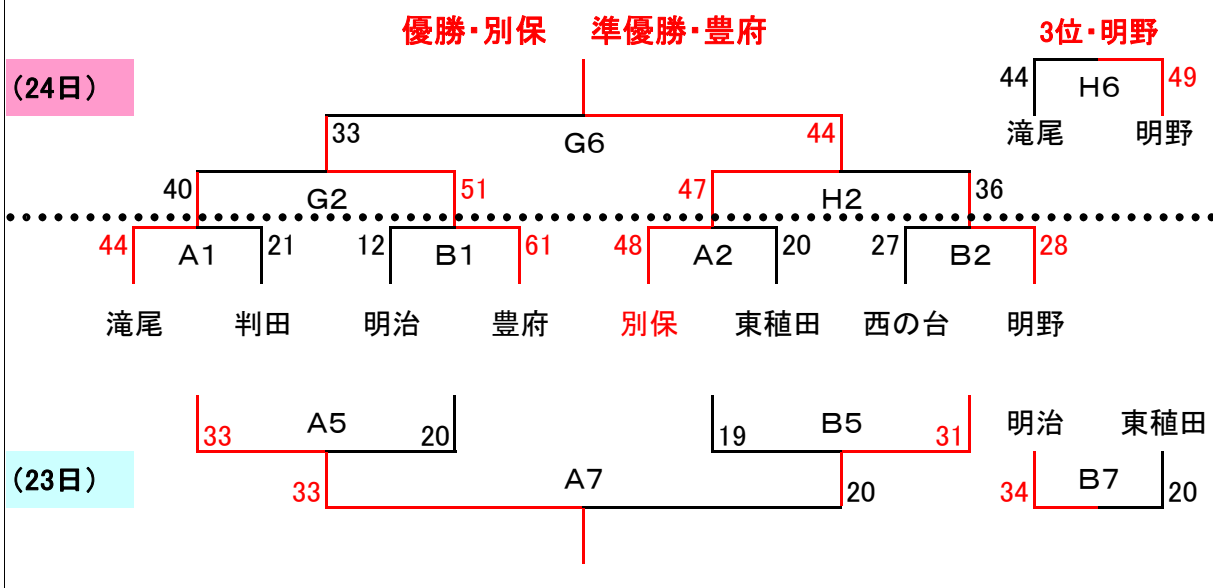 優勝・別保 準優勝・豊府 3位・明野
(24日)
44 H6 49
滝尾 明野
33 G6 44
40 G2 51 47 H2 36
44 A1 21 12 B1 61 48 A2 20 27 B2 28
滝尾 判田 明治 豊府 別保 東稙田 西の台 明野
33 A5 20 19 B5 31
明治 東稙田
(23日)
33 A7 20 34 B7 20